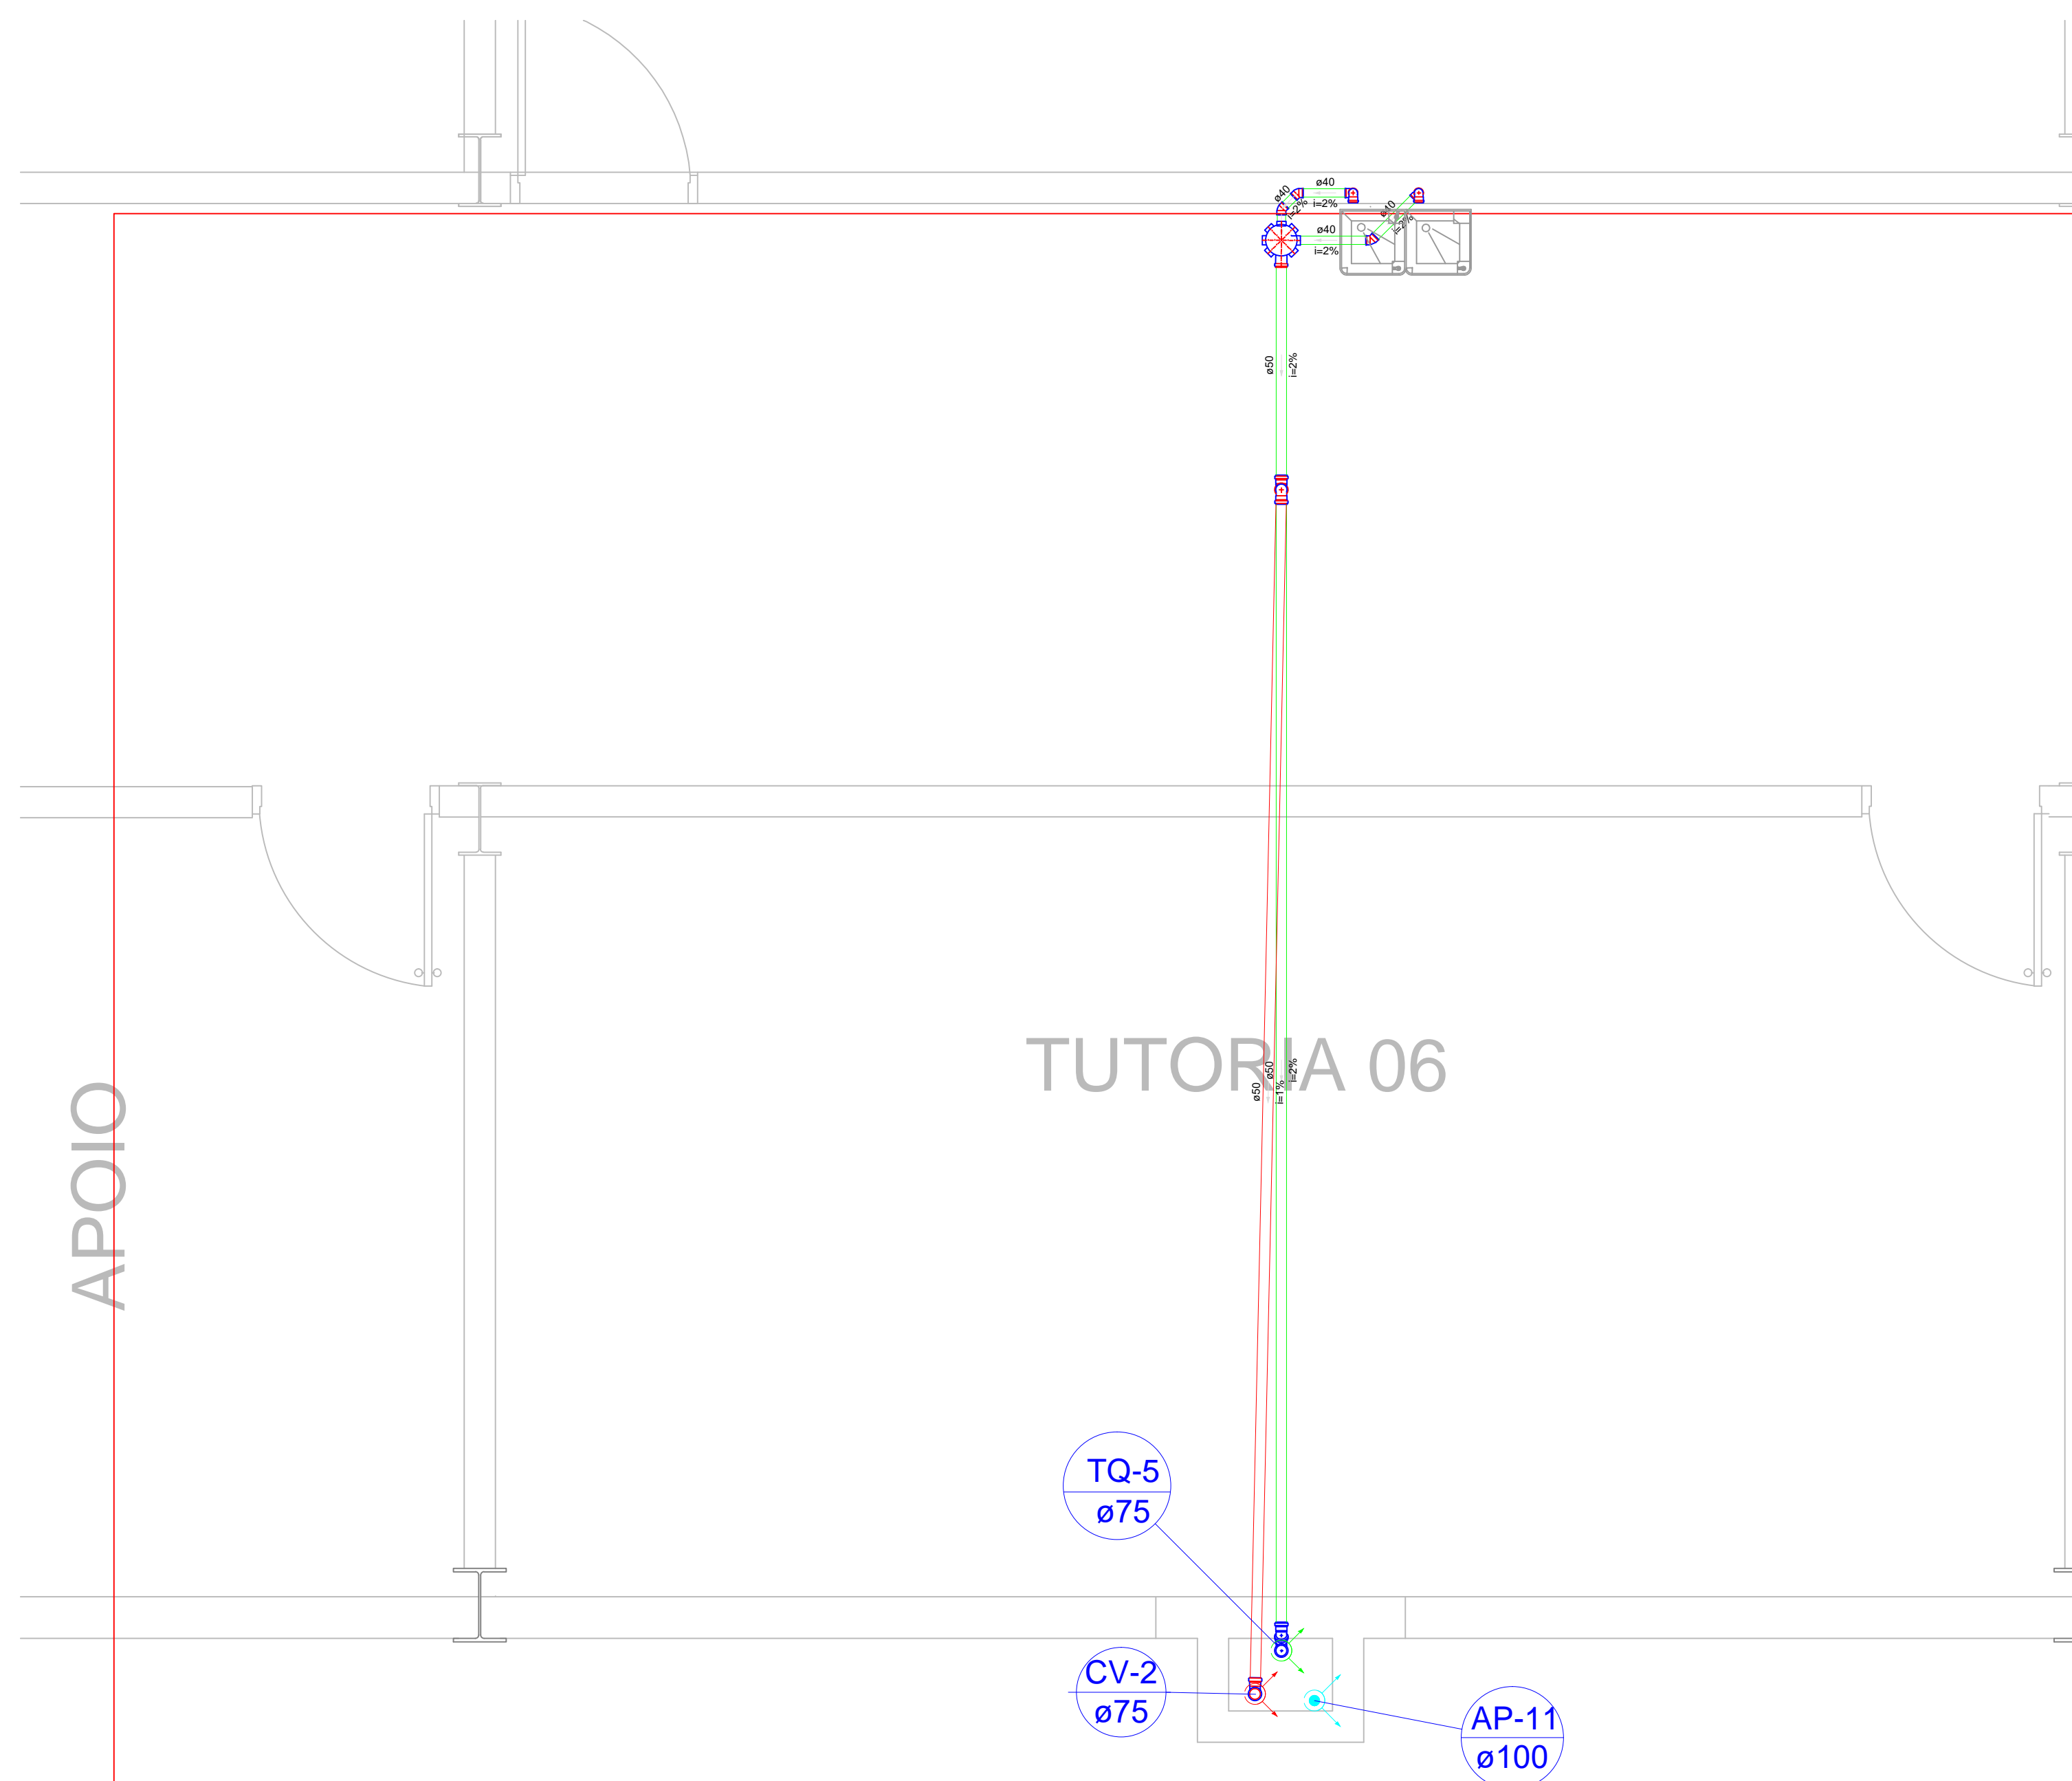 ø40
ø40
i=2%
i=2%
ø40
i=2%
ø40
i=2%
ø50
i=2%
TUTORIA 06
ø50
i=2%
ø50
i=1%
APOIO
TQ-5
ø75
CV-2
ø75
AP-11
ø100